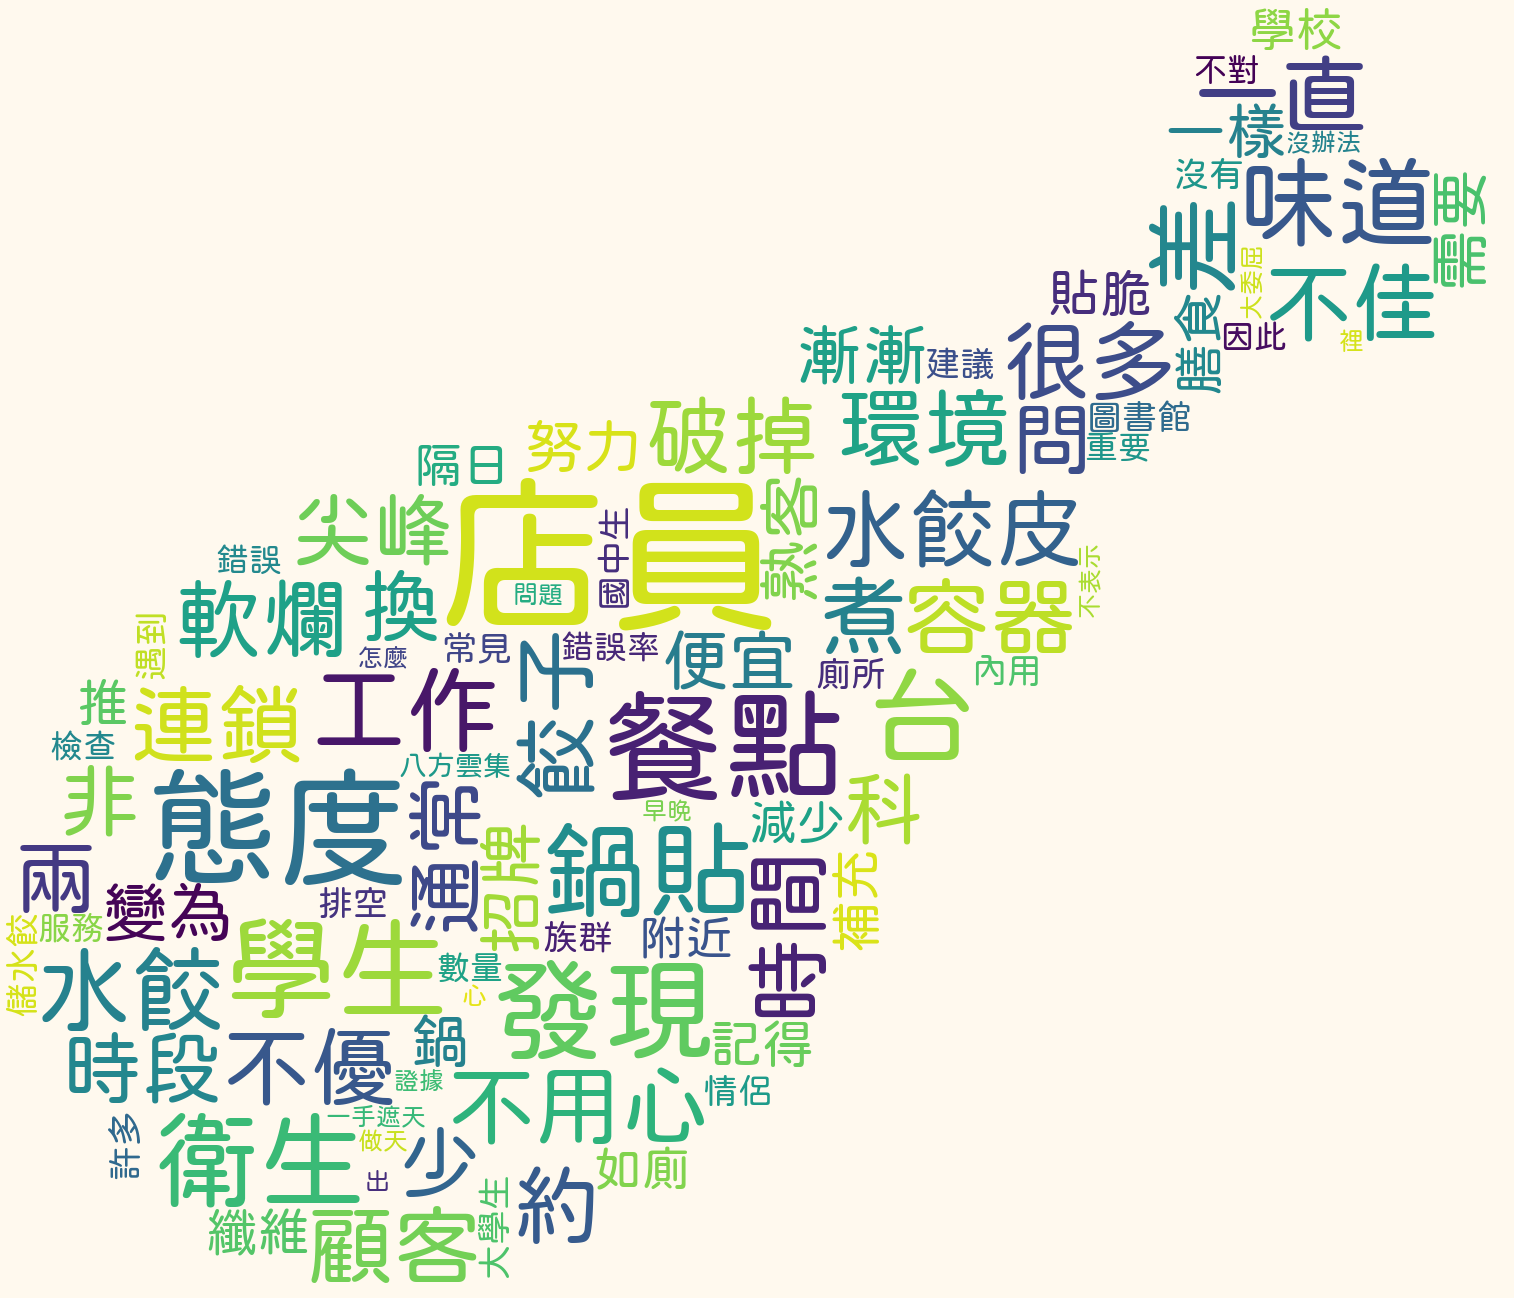 學校
不對
一直
一樣
沒辦法
沒有
味道
需要
差
大委屈
不佳
貼脆
膳食
因此
裡
漸漸
建議
很多
圖書館
重要
環境
問
破掉
努力
隔日
店員
國中生
熟客
水餃皮
尖峰
錯誤
問題
不表示
軟爛
換
煮
容器
遇到
怎麼
常見
餃子
錯誤率
便宜
廁所
內用
推
連鎖
工作
餐點
台
檢查
八方雲集
非
態度
通常
早晚
減少
科
招牌
鍋貼
時間
補充
兩
變為
排空
服務
儲水餃
族群
附近
水餃
學生
數量
心
發現
時段
不優
鍋
記得
證據
不用心
情侶
一手遮天
許多
衛生
做天
少
出
如廁
約
大學生
纖維
顧客